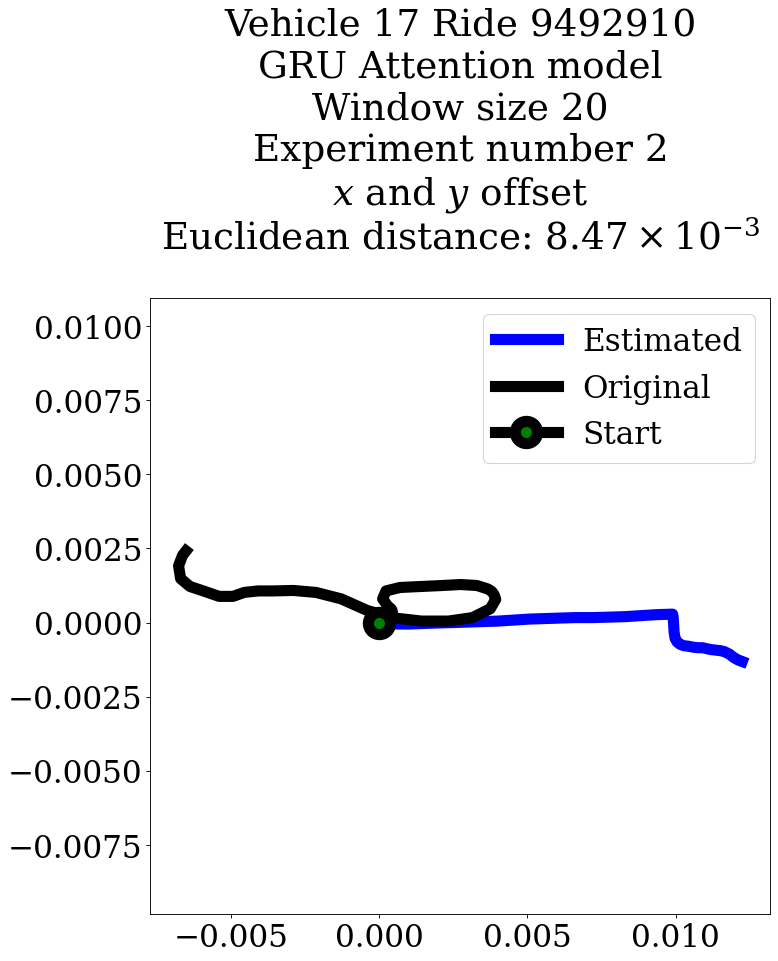 Vehicle 17 Ride 9492910
GRU Attention model
Window size 20
Experiment number 2
x and y offset
Euclidean distance: 8.47 × 10⁻³
Estimated
Original
Start
0.0100
0.0075
0.0050
0.0025
0.0000
−0.0025
−0.0050
−0.0075
−0.005 0.000 0.005 0.010